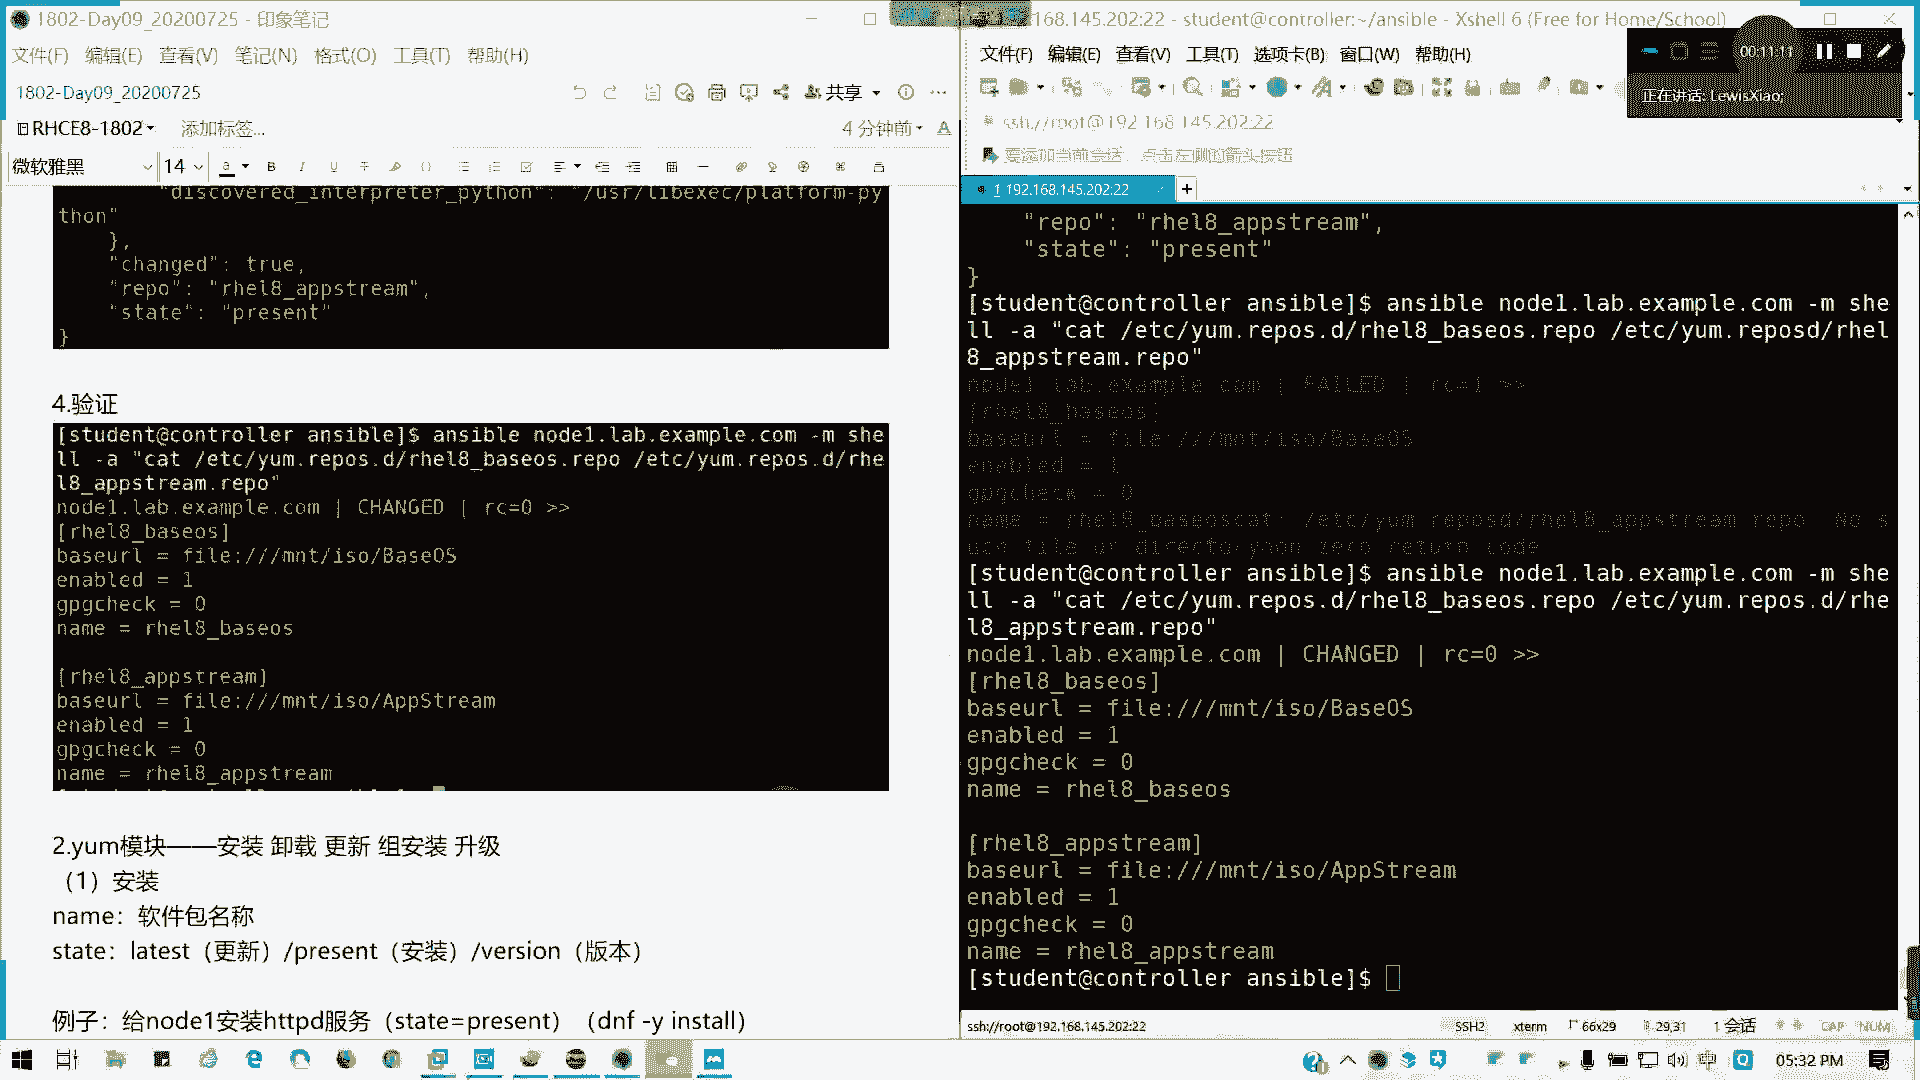 1802-Day09_20200725 - 印象笔记
文件(F) 编辑(E) 查看(V) 笔记(N) 格式(O) 工具(T) 帮助(H)
1802-Day09_20200725
共享
RHCE8-1802
添加标签...
4 分钟前
微软雅黑
14
"discovered_interpreter_python": "/usr/libexec/platform-py
thon"
},
"changed": true,
"repo": "rhel8_appstream",
"state": "present"
}
4.验证
[student@controller ansible]$ ansible node1.lab.example.com -m she
ll -a "cat /etc/yum.repos.d/rhel8_baseos.repo /etc/yum.repos.d/rhe
l8_appstream.repo"
node1.lab.example.com | CHANGED | rc=0 >>
[rhel8_baseos]
baseurl = file:///mnt/iso/BaseOS
enabled = 1
gpgcheck = 0
name = rhel8_baseos
[rhel8_appstream]
baseurl = file:///mnt/iso/AppStream
enabled = 1
gpgcheck = 0
name = rhel8_appstream
2.yum模块——安装 卸载 更新 组安装 升级
（1）安装
name：软件包名称
state：latest（更新）/present（安装）/version（版本）
例子：给node1安装httpd服务（state=present）（dnf -y install）
168.145.202:22 - student@controller:~/ansible - Xshell 6 (Free for Home/School)
文件(F) 编辑(E) 查看(V) 工具(T) 选项卡(B) 窗口(W) 帮助(H)
00:11:11
正在讲话: LewisXiao;
ssh://root@192.168.145.202:22
要添加当前会话，点击左侧的箭头按钮
1 192.168.145.202:22
"repo": "rhel8_appstream",
"state": "present"
}
[student@controller ansible]$ ansible node1.lab.example.com -m she
ll -a "cat /etc/yum.repos.d/rhel8_baseos.repo /etc/yum.reposd/rhel
8_appstream.repo"
node1.lab.example.com | FAILED | rc=1 >>
[rhel8_baseos]
baseurl = file:///mnt/iso/BaseOS
enabled = 1
gpgcheck = 0
name = rhel8_baseoscat: /etc/yum.reposd/rhel8_appstream.repo: No s
uch file or directorynon-zero return code
[student@controller ansible]$ ansible node1.lab.example.com -m she
ll -a "cat /etc/yum.repos.d/rhel8_baseos.repo /etc/yum.repos.d/rhe
l8_appstream.repo"
node1.lab.example.com | CHANGED | rc=0 >>
[rhel8_baseos]
baseurl = file:///mnt/iso/BaseOS
enabled = 1
gpgcheck = 0
name = rhel8_baseos
[rhel8_appstream]
baseurl = file:///mnt/iso/AppStream
enabled = 1
gpgcheck = 0
name = rhel8_appstream
[student@controller ansible]$
ssh://root@192.168.145.202:22
SSH2 xterm 66x29 29,31 1 会话 CAP NUM
中
05:32 PM